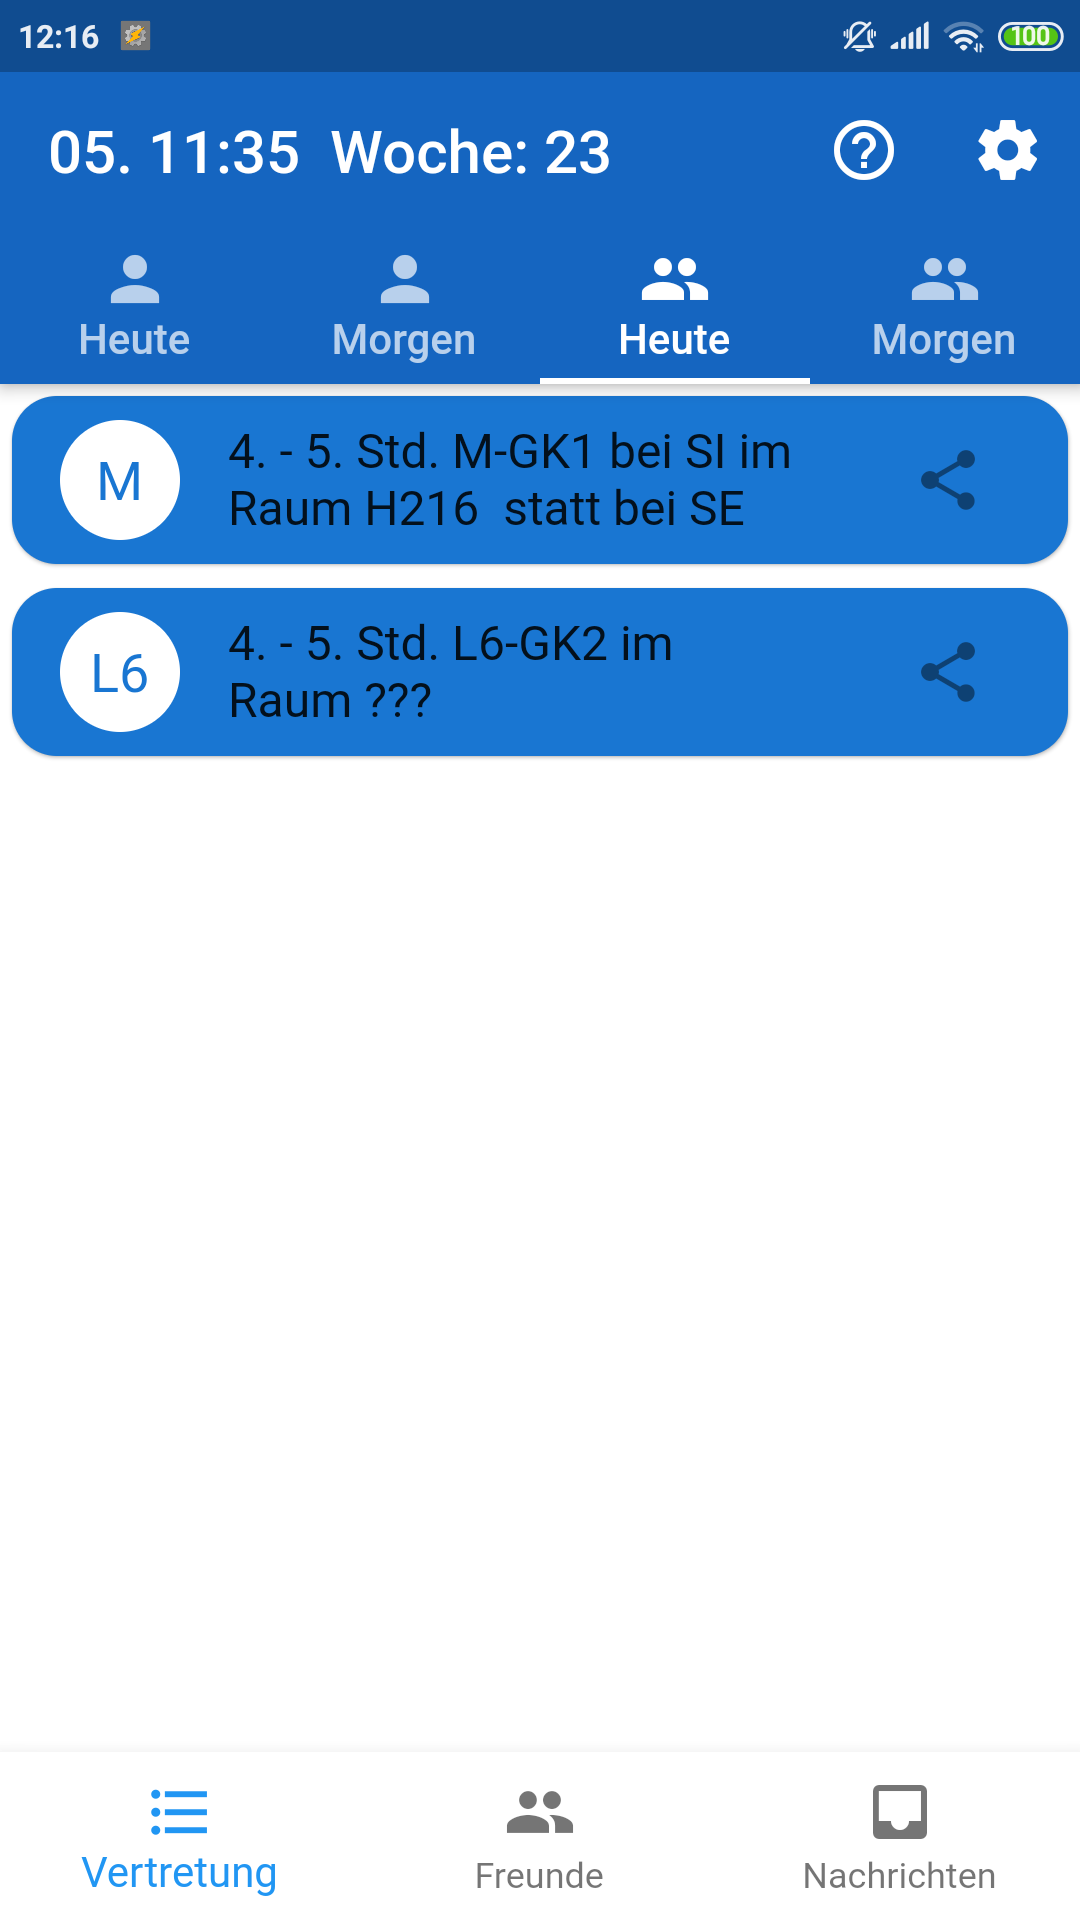 12:16
100
05. 11:35  Woche: 23
Heute
Morgen
Heute
Morgen
M
4. - 5. Std. M-GK1 bei SI im
Raum H216  statt bei SE
L6
4. - 5. Std. L6-GK2 im
Raum ???
Vertretung
Freunde
Nachrichten